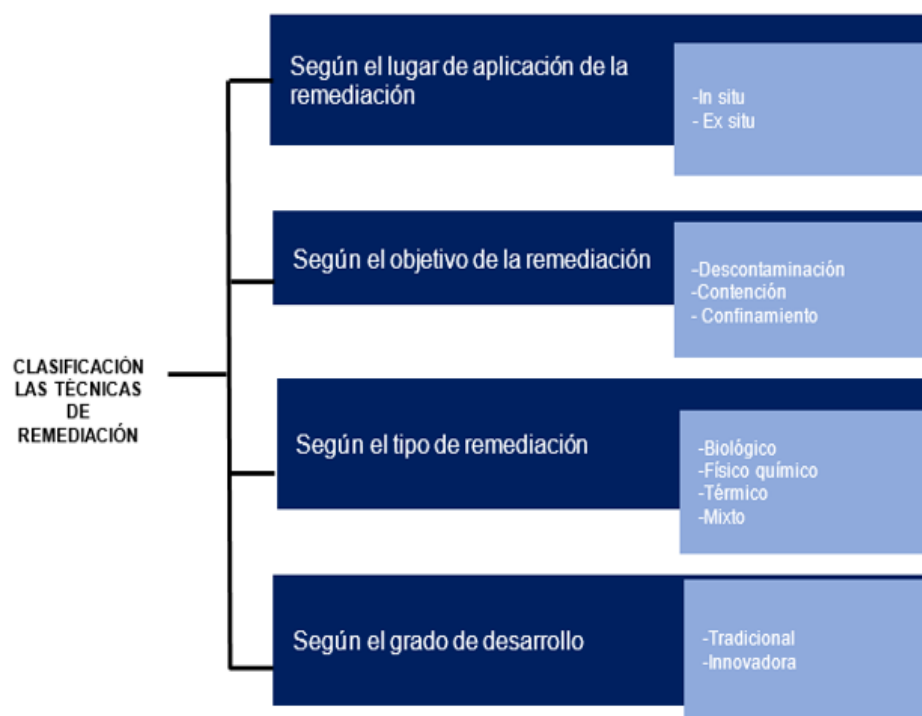 CLASIFICACIÓN
LAS TÉCNICAS
DE
REMEDIACIÓN
Según el lugar de aplicación de la
remediación
-In situ
- Ex situ
Según el objetivo de la remediación
-Descontaminación
-Contención
- Confinamiento
Según el tipo de remediación
-Biológico
-Físico químico
-Térmico
-Mixto
Según el grado de desarrollo
-Tradicional
-Innovadora